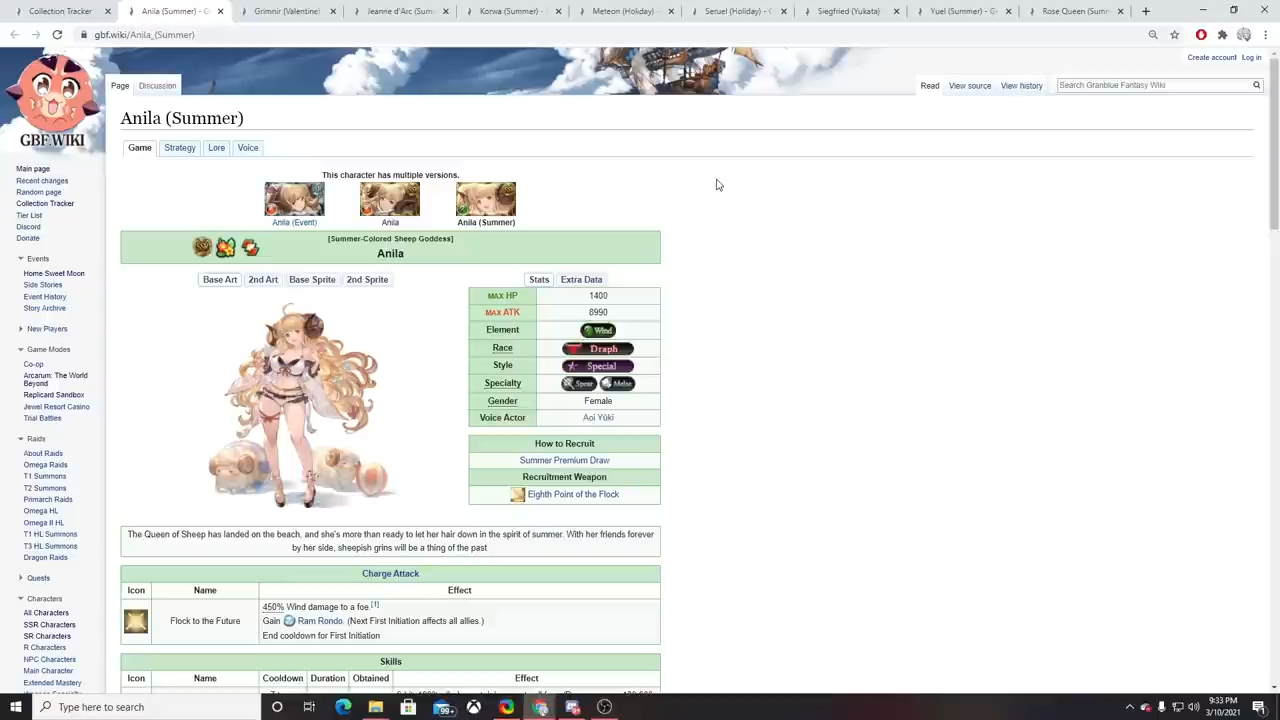 Anila (Summer) - G
Jeanne d'Arc (Summ
Korwa (Summer) - G
Meteon (Holiday) - G
Seruel (Holiday) - G
Siegfried (Yukata)
Yuel (Summer) - G
Rose Queen (Summ
gbf.wiki/Anila_(Summer)
Create account Log in
Page Discussion Read View source View history Search Granblue Fantasy Wiki
GBF.WIKI
Anila (Summer)
Game Strategy Lore Voice
This character has multiple versions.
Anila (Event) Anila Anila (Summer)
[Summer-Colored Sheep Goddess]
Anila
Base Art 2nd Art Base Sprite 2nd Sprite
Stats Extra Data
MAX HP 1400
MAX ATK 8990
Element Wind
Race Draph
Style Special
Specialty Spear Melee
Gender Female
Voice Actor Aoi Yūki
How to Recruit
Summer Premium Draw
Recruitment Weapon
Eighth Point of the Flock
The Queen of Sheep has landed on the beach, and she's more than ready to let her hair down in the spirit of summer. With her friends forever
by her side, sheepish grins will be a thing of the past
Charge Attack
Icon Name Effect
Flock to the Future
450% Wind damage to a foe.[1]
Gain Ram Rondo. (Next First Initiation affects all allies.)
End cooldown for First Initiation
Skills
Icon Name Cooldown Duration Obtained Effect
Main page
Recent changes
Random page
Collection Tracker
Tier List
Discord
Donate
Events
Home Sweet Moon
Side Stories
Event History
Story Archive
New Players
Game Modes
Co-op
Arcarum: The World
Beyond
Replicard Sandbox
Jewel Resort Casino
Trial Battles
Raids
About Raids
Omega Raids
T1 Summons
T2 Summons
Primarch Raids
Omega HL
Omega II HL
T1 HL Summons
T3 HL Summons
Dragon Raids
Quests
Characters
All Characters
SSR Characters
SR Characters
R Characters
NPC Characters
Main Character
Extended Mastery
Type here to search
99+
9:33 PM
3/10/2021